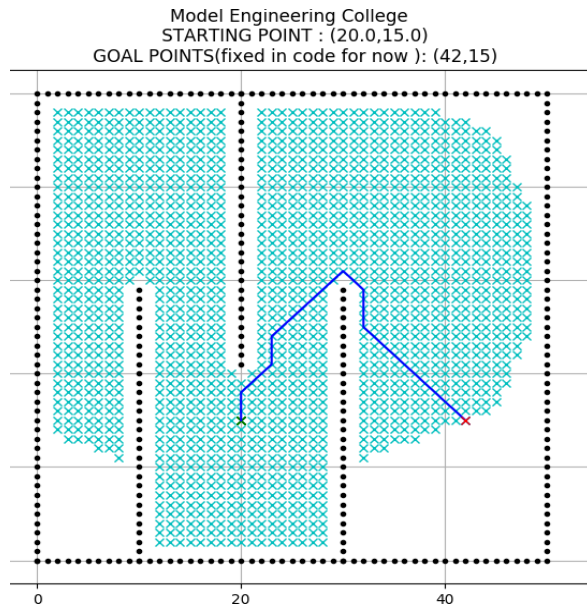 Model Engineering College
STARTING POINT : (20.0,15.0)
GOAL POINTS(fixed in code for now ): (42,15)
0 20 40